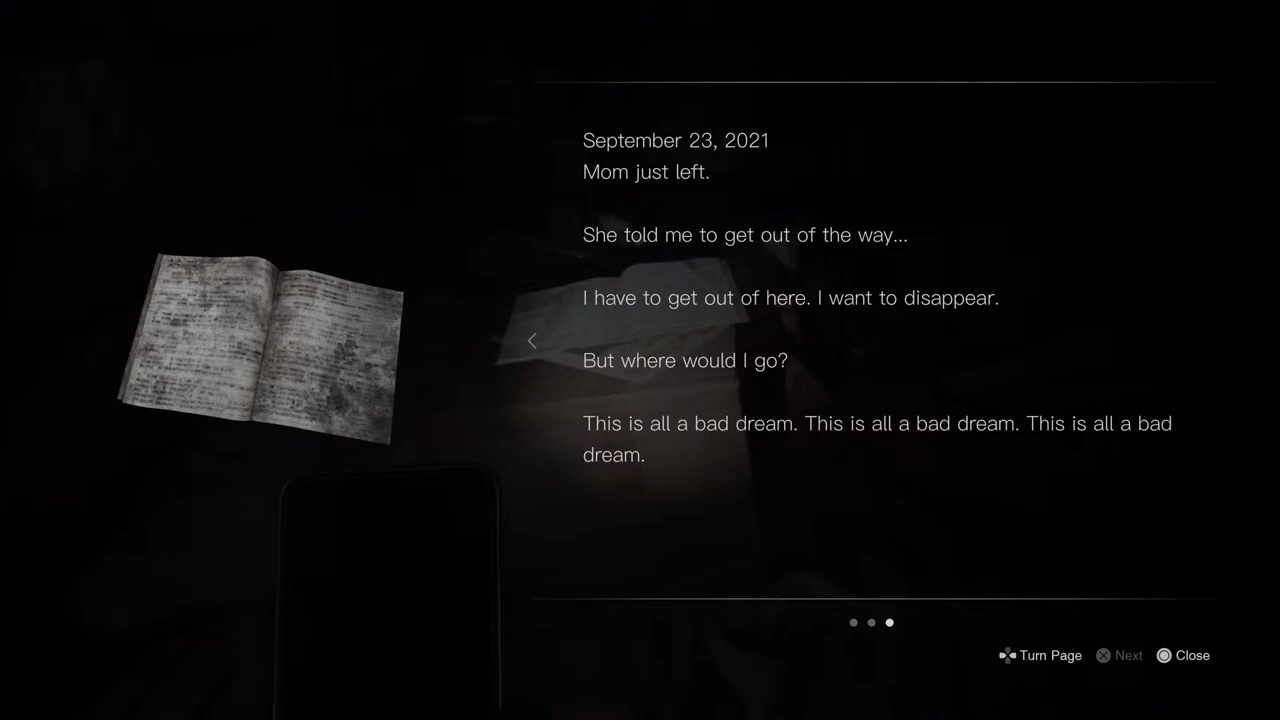 September 23, 2021
Mom just left.
She told me to get out of the way...
I have to get out of here. I want to disappear.
But where would I go?
This is all a bad dream. This is all a bad dream. This is all a bad
dream.
Turn Page Next Close